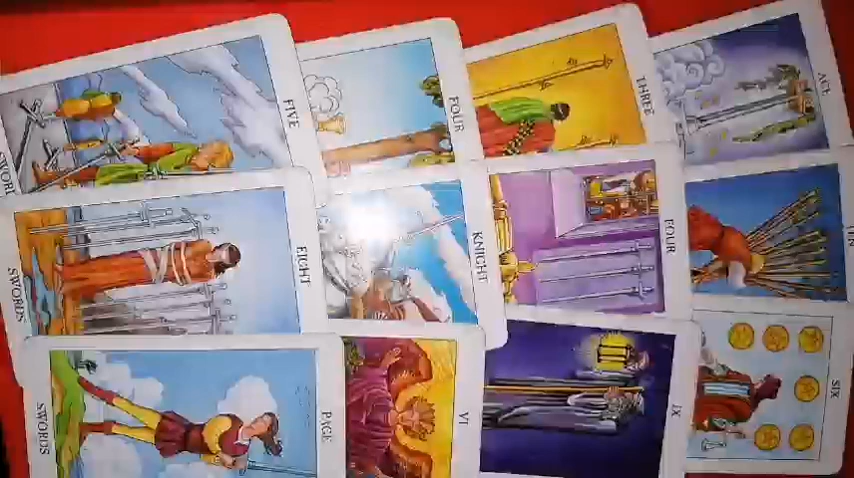 FIVE
FOUR
THREE
ACE
EIGHT
SWORDS
KNIGHT
FOUR
PAGE
SWORDS
VI
IX
SIX